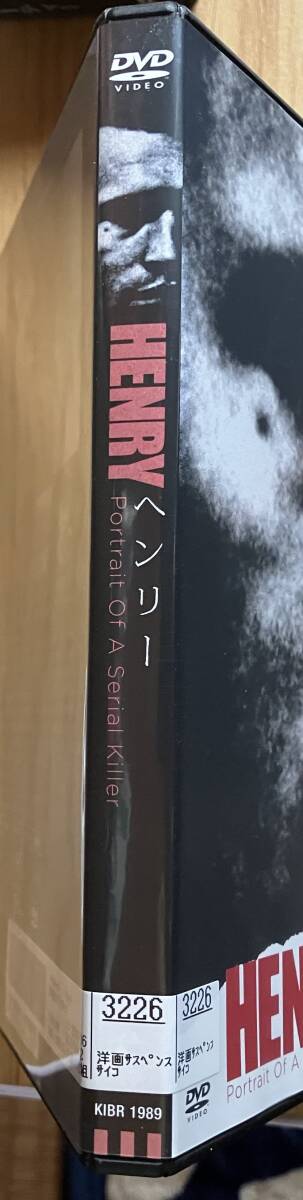 DVD
VIDEO
HENRY
ヘンリー
Portrait Of A Serial Killer
3226
洋画サスペンス
サイコ
KIBR 1989
3226
洋画サスペンス
サイコ
DVD
VIDEO
HEN
Portrait Of A